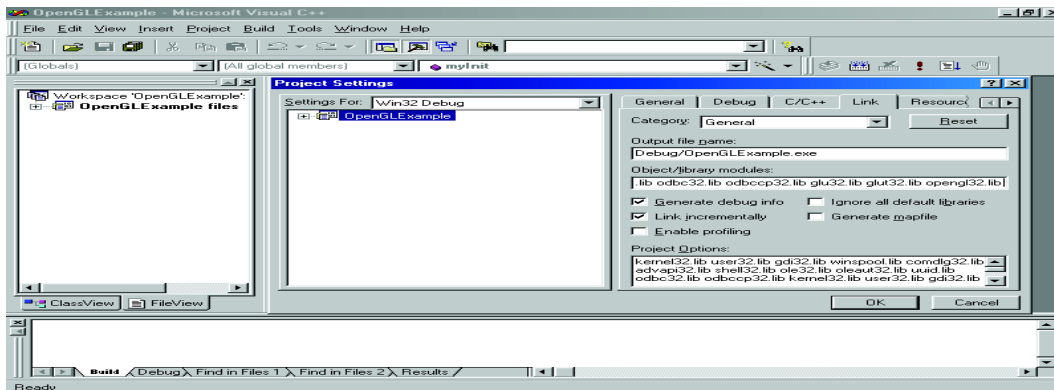 OpenGLExample - Microsoft Visual C++
File Edit View Insert Project Build Tools Window Help
(Globals) (All global members) myInit
Workspace 'OpenGLExample':
OpenGLExample files
ClassView FileView
Project Settings
Settings For: Win32 Debug
OpenGLExample
General Debug C/C++ Link Resourc
Category: General Reset
Output file name:
Debug/OpenGLExample.exe
Object/library modules:
.lib odbc32.lib odbccp32.lib glu32.lib glut32.lib opengl32.lib
Generate debug info Ignore all default libraries
Link incrementally Generate mapfile
Enable profiling
Project Options:
kernel32.lib user32.lib gdi32.lib winspool.lib comdlg32.lib
advapi32.lib shell32.lib ole32.lib oleaut32.lib uuid.lib
odbc32.lib odbccp32.lib kernel32.lib user32.lib gdi32.lib
OK Cancel
Build Debug Find in Files 1 Find in Files 2 Results
Ready